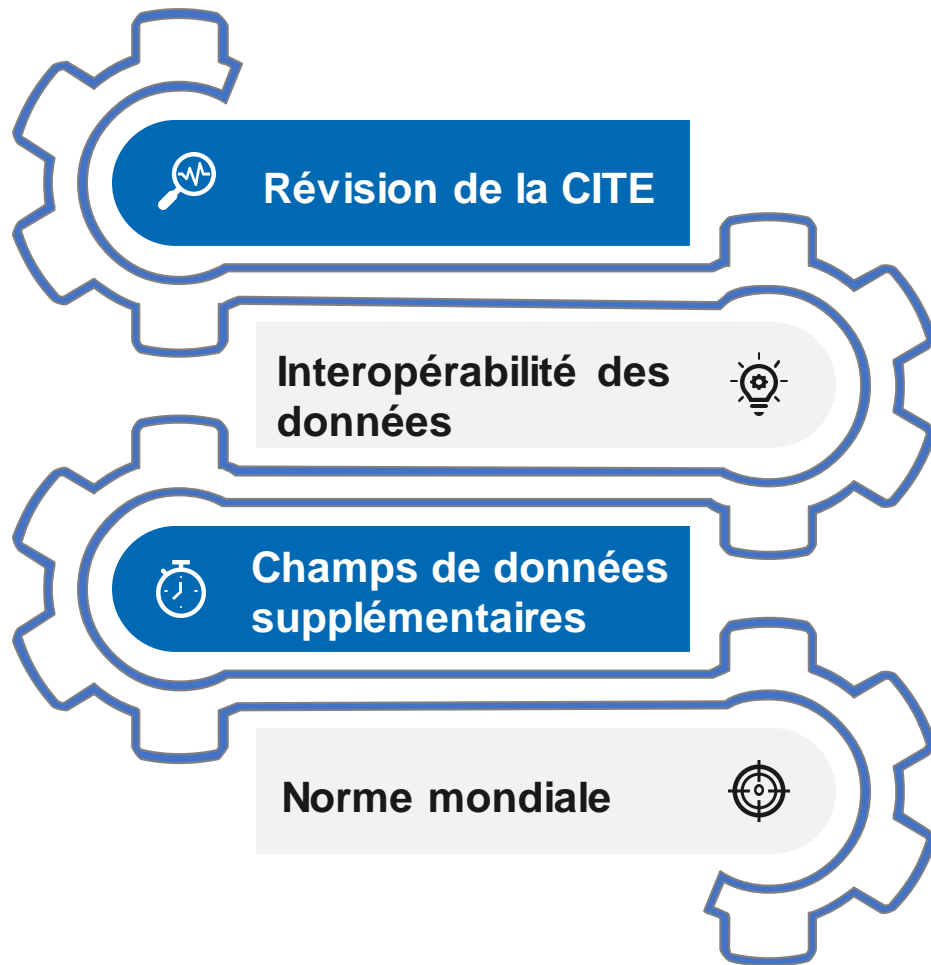 Révision de la CITE
Interopérabilité des
données
Champs de données
supplémentaires
Norme mondiale